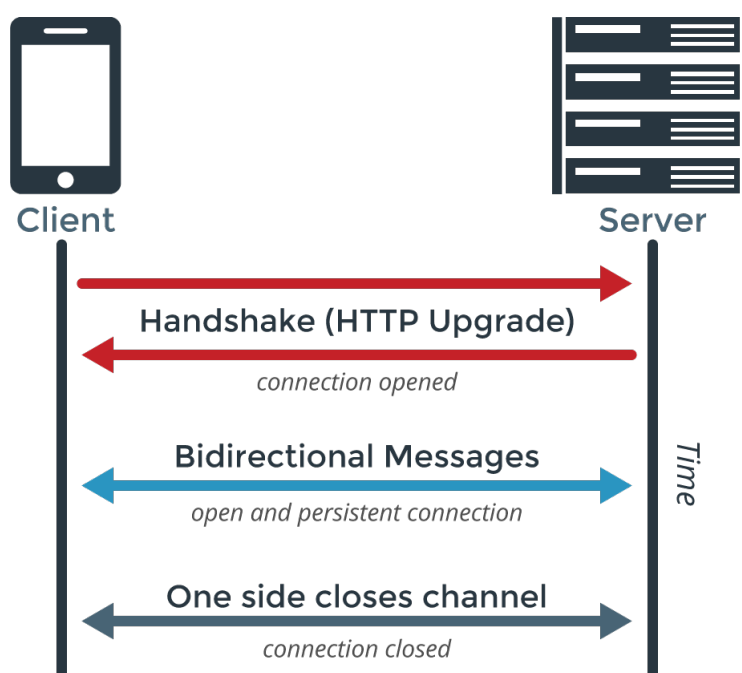 Client
Server
Handshake (HTTP Upgrade)
connection opened
Bidirectional Messages
Time
open and persistent connection
One side closes channel
connection closed